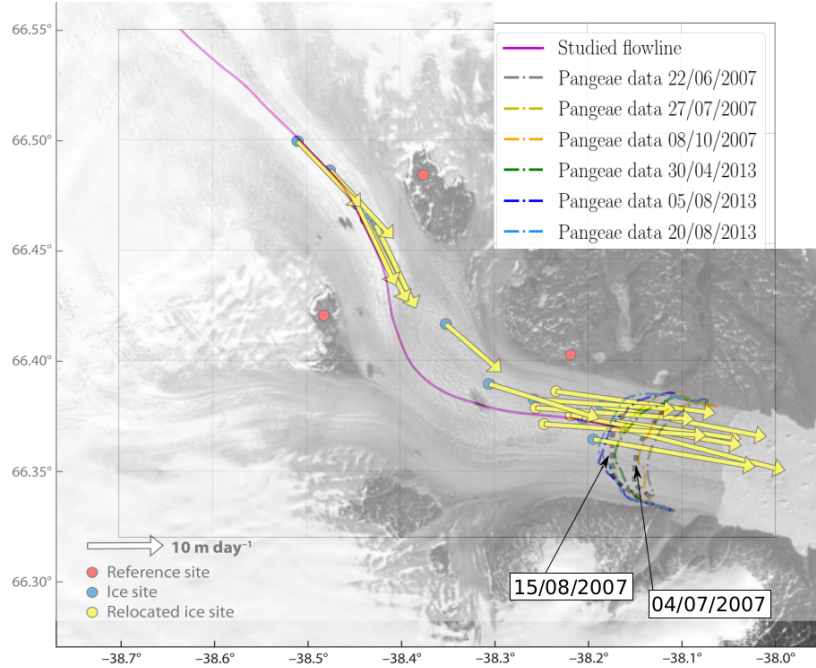 66.55°
66.50°
66.45°
66.40°
66.35°
66.30°
Studied flowline
Pangeae data 22/06/2007
Pangeae data 27/07/2007
Pangeae data 08/10/2007
Pangeae data 30/04/2013
Pangeae data 05/08/2013
Pangeae data 20/08/2013
10 m day⁻¹
Reference site
Ice site
Relocated ice site
15/08/2007
04/07/2007
−38.7° −38.6° −38.5° −38.4° −38.3° −38.2° −38.1° −38.0°